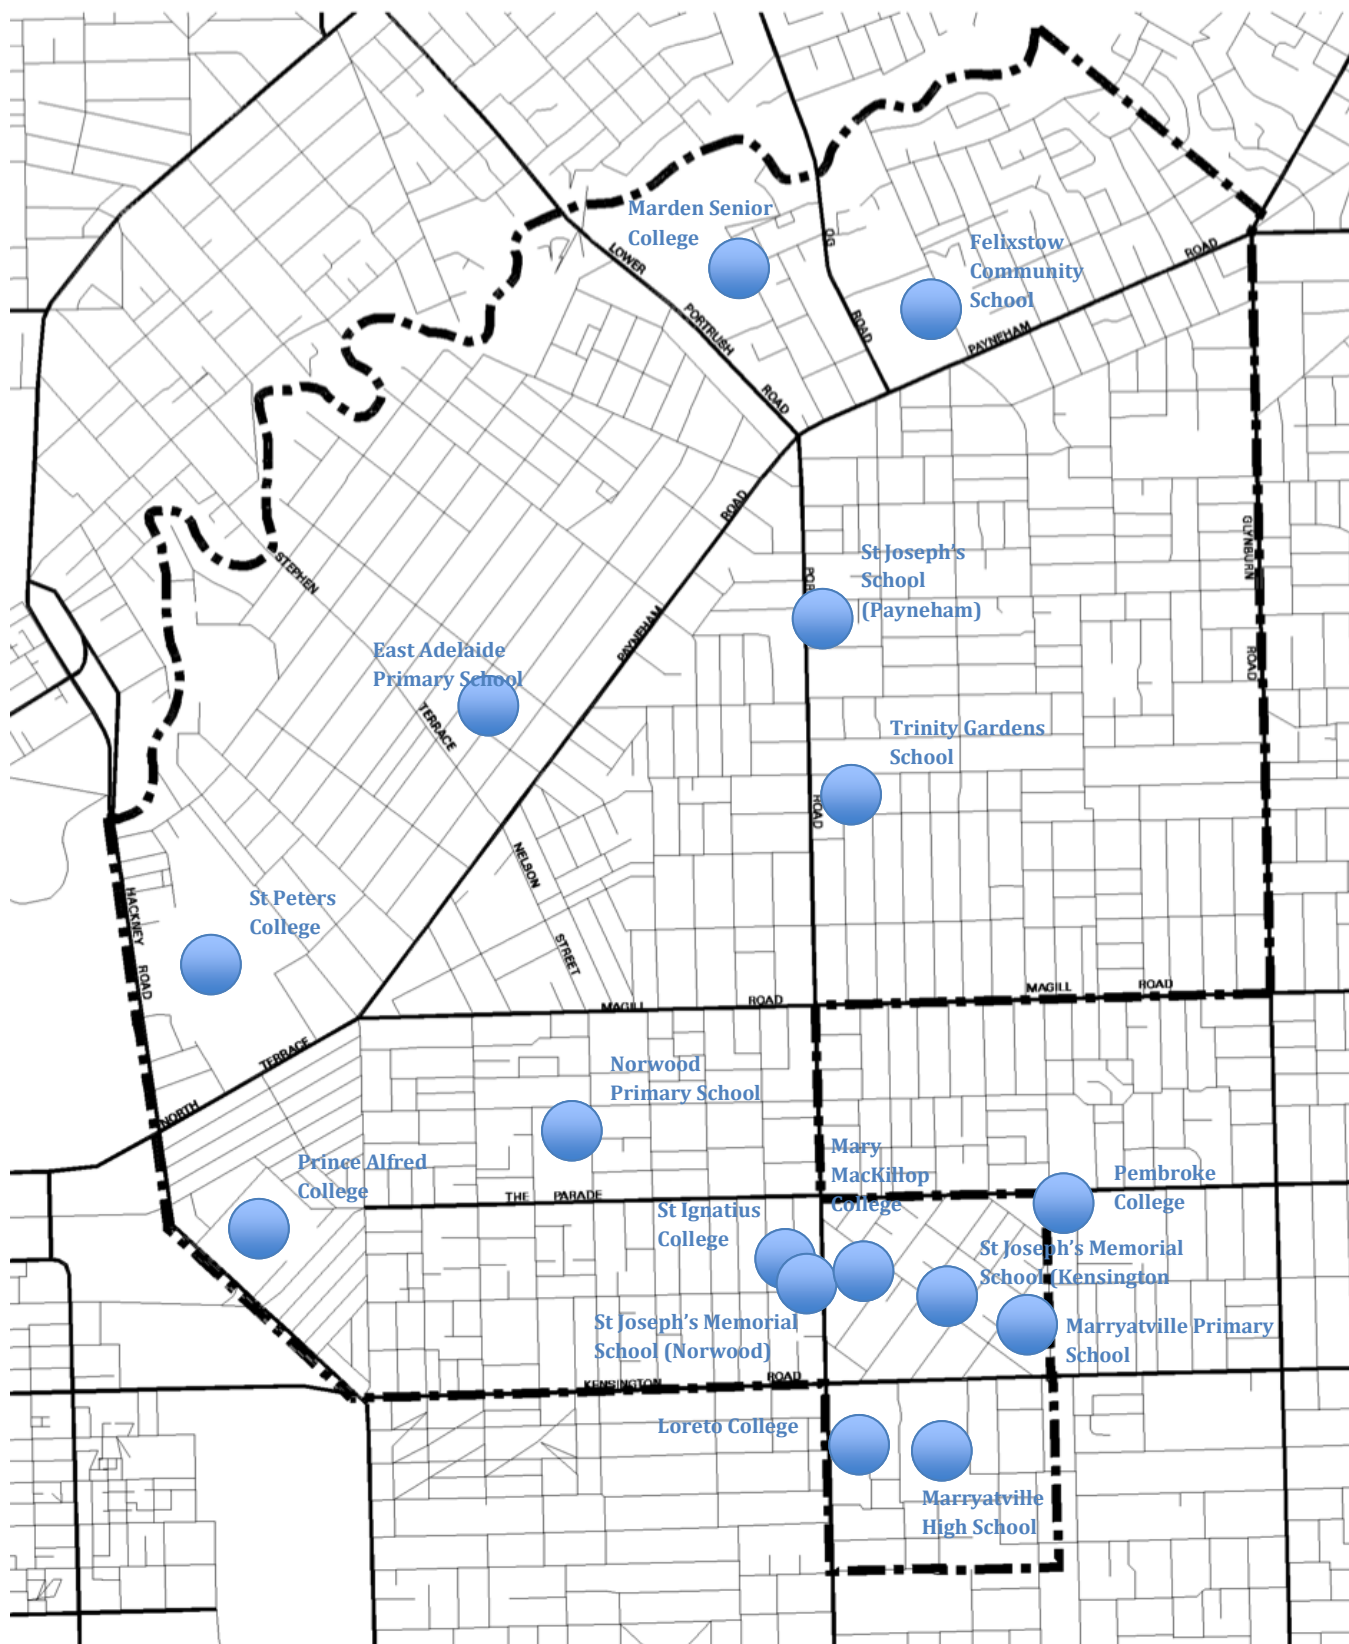 Marden Senior
College
Felixstow
Community
School
LOWER
PORTRUSH
ROAD
OG
ROAD
PAYNEHAM
ROAD
GLYNBURN
ROAD
STEPHEN
TERRACE
PAYNEHAM
ROAD
St Joseph's
School
(Payneham)
POR
ROAD
East Adelaide
Primary School
Trinity Gardens
School
NELSON
STREET
St Peters
College
HACKNEY
ROAD
MAGILL
ROAD
MAGILL
ROAD
NORTH
TERRACE
Norwood
Primary School
Prince Alfred
College
THE PARADE
Mary
MacKillop
College
Pembroke
College
St Ignatius
College
St Joseph's Memorial
School (Kensington
St Joseph's Memorial
School (Norwood)
Marryatville Primary
School
KENSINGTON
ROAD
Loreto College
Marryatville
High School